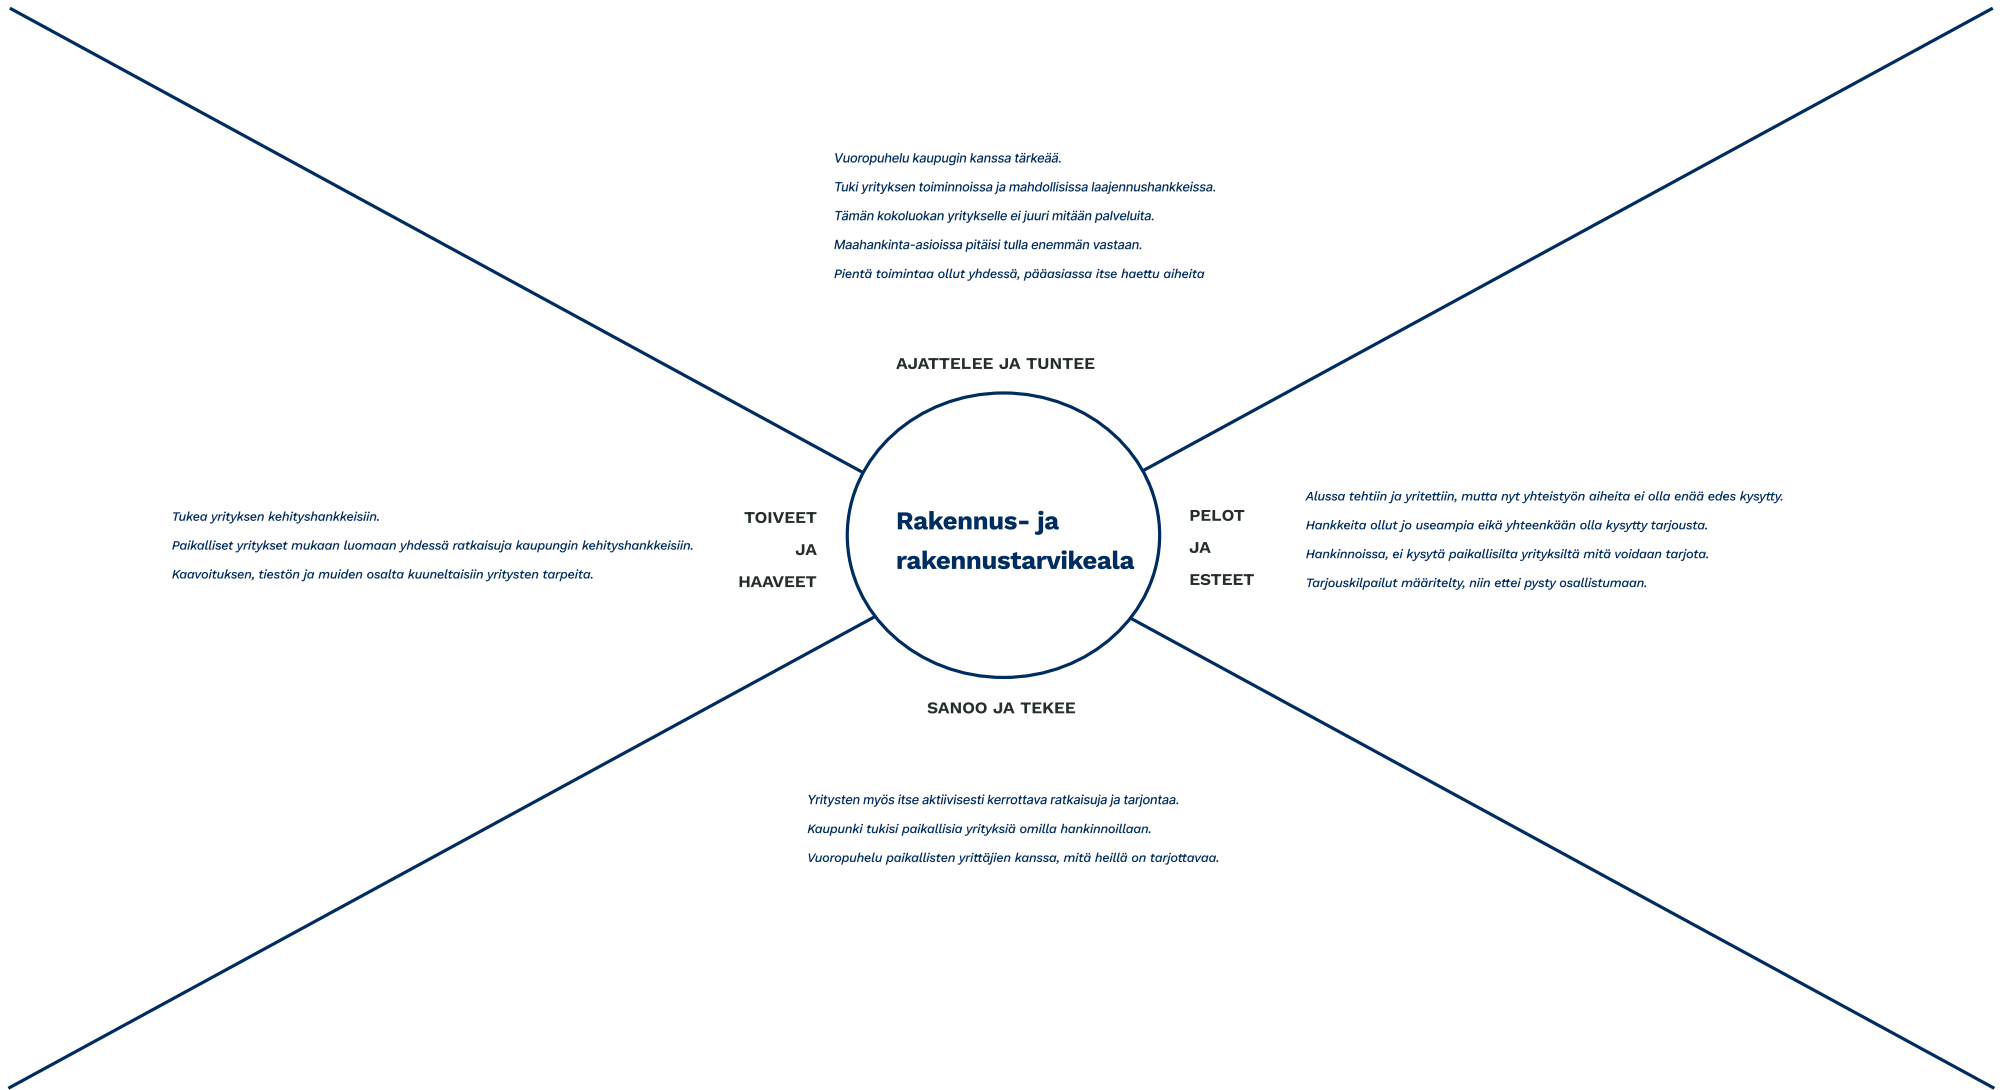 Vuoropuhelu kaupugin kanssa tärkeää.
Tuki yrityksen toiminnoissa ja mahdollisissa laajennushankkeissa.
Tämän kokoluokan yritykselle ei juuri mitään palveluita.
Maahankinta-asioissa pitäisi tulla enemmän vastaan.
Pientä toimintaa ollut yhdessä, pääasiassa itse haettu aiheita
AJATTELEE JA TUNTEE
Tukea yrityksen kehityshankkeisiin.
Paikalliset yritykset mukaan luomaan yhdessä ratkaisuja kaupungin kehityshankkeisiin.
Kaavoituksen, tiestön ja muiden osalta kuuneltaisiin yritysten tarpeita.
TOIVEET
JA
HAAVEET
Rakennus- ja
rakennustarvikeala
PELOT
JA
ESTEET
Alussa tehtiin ja yritettiin, mutta nyt yhteistyön aiheita ei olla enää edes kysytty.
Hankkeita ollut jo useampia eikä yhteenkään olla kysytty tarjousta.
Hankinnoissa, ei kysytä paikallisilta yrityksiltä mitä voidaan tarjota.
Tarjouskilpailut määritelty, niin ettei pysty osallistumaan.
SANOO JA TEKEE
Yritysten myös itse aktiivisesti kerrottava ratkaisuja ja tarjontaa.
Kaupunki tukisi paikallisia yrityksiä omilla hankinnoillaan.
Vuoropuhelu paikallisten yrittäjien kanssa, mitä heillä on tarjottavaa.